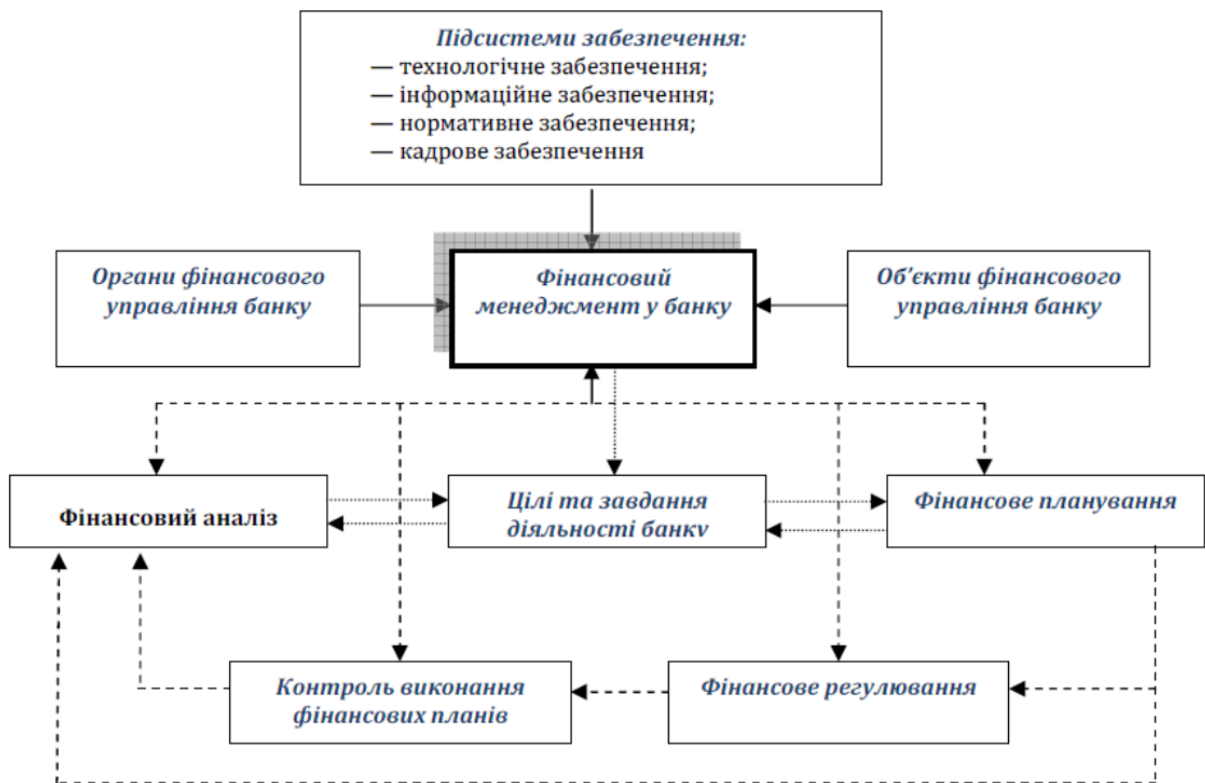 Підсистеми забезпечення:
— технологічне забезпечення;
— інформаційне забезпечення;
— нормативне забезпечення;
— кадрове забезпечення
Органи фінансового
управління банку
Фінансовий
менеджмент у банку
Об’єкти фінансового
управління банку
Фінансовий аналіз
Цілі та завдання
діяльності банку
Фінансове планування
Контроль виконання
фінансових планів
Фінансове регулювання